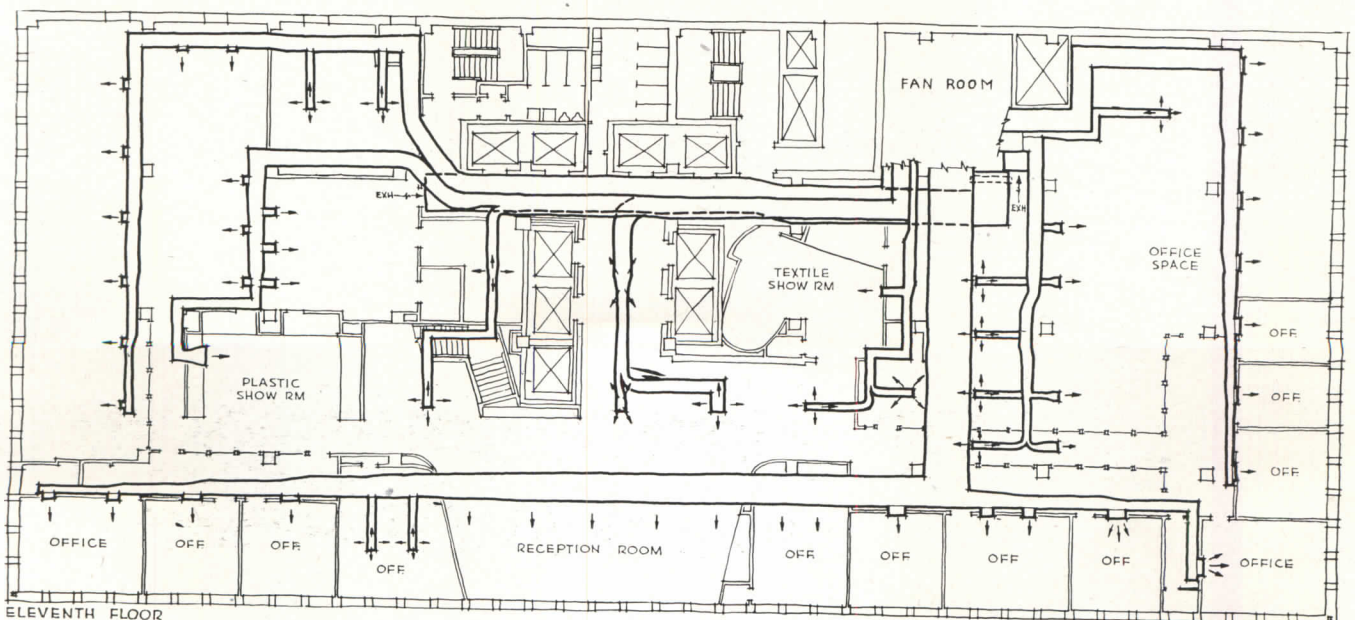 FAN ROOM
EXH
EXH
TEXTILE
SHOW RM
OFFICE
SPACE
OFF.
PLASTIC
SHOW RM
OFF.
OFF.
OFFICE
OFF.
OFF.
OFF.
RECEPTION ROOM
OFF.
OFF
OFF
OFF
OFFICE
ELEVENTH FLOOR